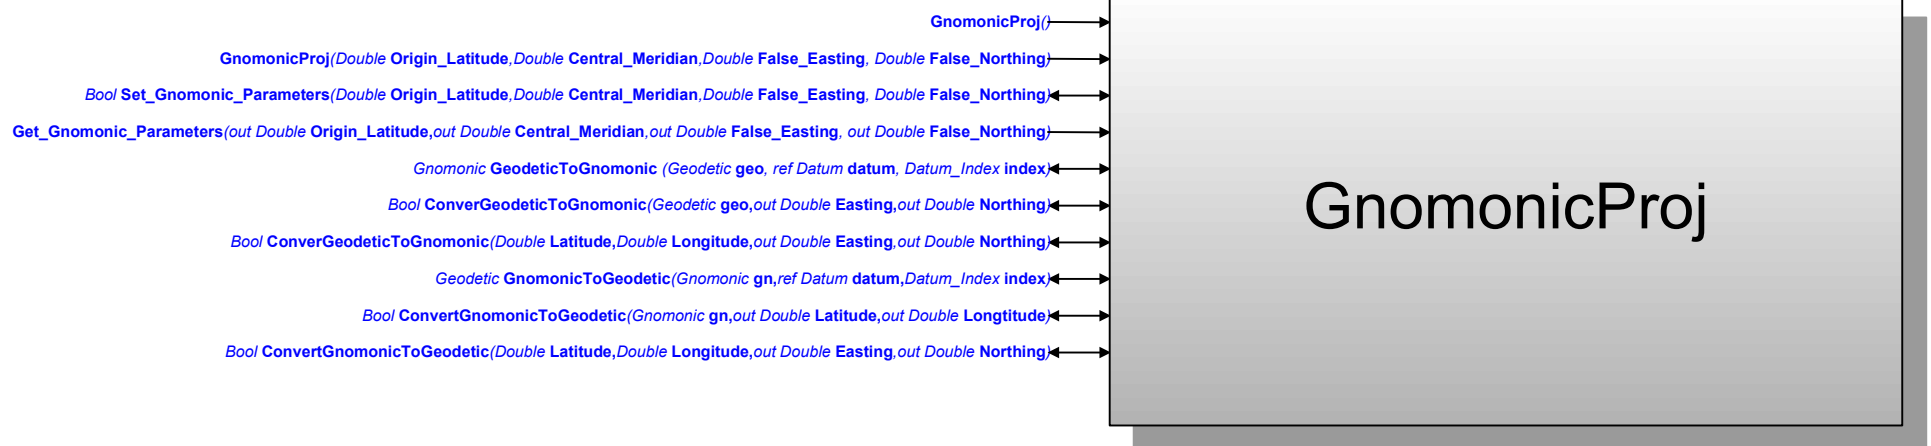 GnomonicProj()
GnomonicProj(Double Origin_Latitude,Double Central_Meridian,Double False_Easting, Double False_Northing)
Bool Set_Gnomonic_Parameters(Double Origin_Latitude,Double Central_Meridian,Double False_Easting, Double False_Northing)
Get_Gnomonic_Parameters(out Double Origin_Latitude,out Double Central_Meridian,out Double False_Easting, out Double False_Northing)
Gnomonic GeodeticToGnomonic (Geodetic geo, ref Datum datum, Datum_Index index)
Bool ConverGeodeticToGnomonic(Geodetic geo,out Double Easting,out Double Northing)
Bool ConverGeodeticToGnomonic(Double Latitude,Double Longitude,out Double Easting,out Double Northing)
Geodetic GnomonicToGeodetic(Gnomonic gn,ref Datum datum,Datum_Index index)
Bool ConvertGnomonicToGeodetic(Gnomonic gn,out Double Latitude,out Double Longtitude)
Bool ConvertGnomonicToGeodetic(Double Latitude,Double Longitude,out Double Easting,out Double Northing)
GnomonicProj